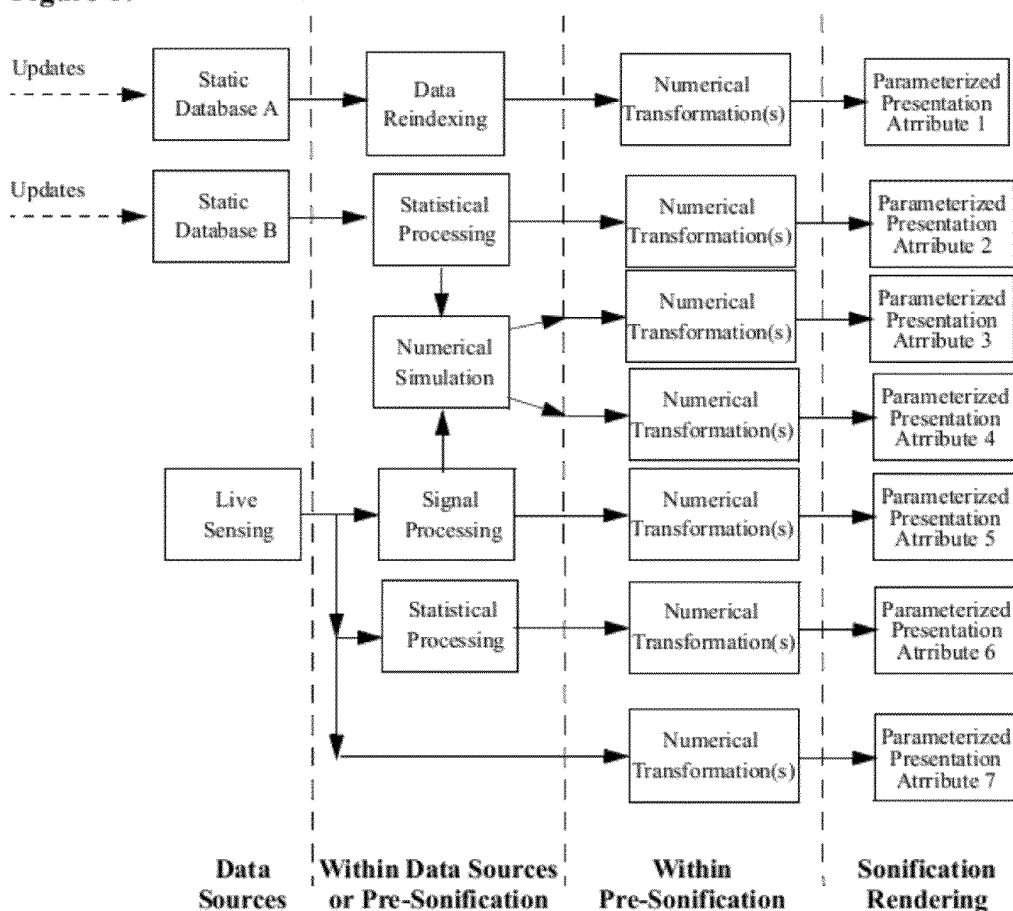 Updates
Static
Database A
Data
Reindexing
Numerical
Transformation(s)
Parameterized
Presentation
Atrribute 1
Updates
Static
Database B
Statistical
Processing
Numerical
Transformation(s)
Parameterized
Presentation
Atrribute 2
Numerical
Simulation
Numerical
Transformation(s)
Parameterized
Presentation
Atrribute 3
Numerical
Transformation(s)
Parameterized
Presentation
Atrribute 4
Live
Sensing
Signal
Processing
Numerical
Transformation(s)
Parameterized
Presentation
Atrribute 5
Statistical
Processing
Numerical
Transformation(s)
Parameterized
Presentation
Atrribute 6
Numerical
Transformation(s)
Parameterized
Presentation
Atrribute 7
Data
Sources
Within Data Sources
or Pre-Sonification
Within
Pre-Sonification
Sonification
Rendering